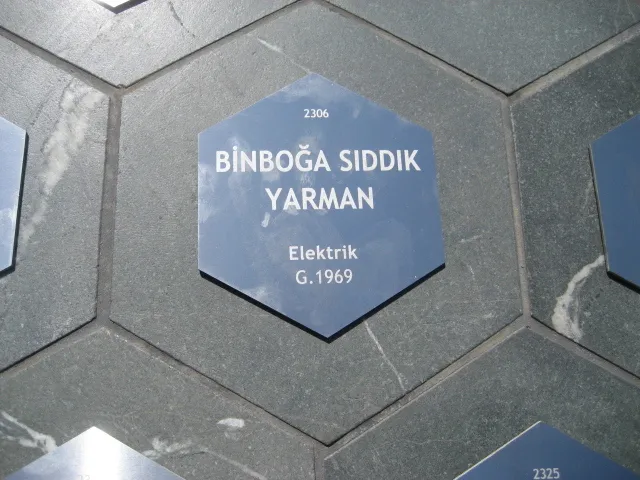 2306
BİNBOĞA SIDDIK
YARMAN
Elektrik
G.1969
2325